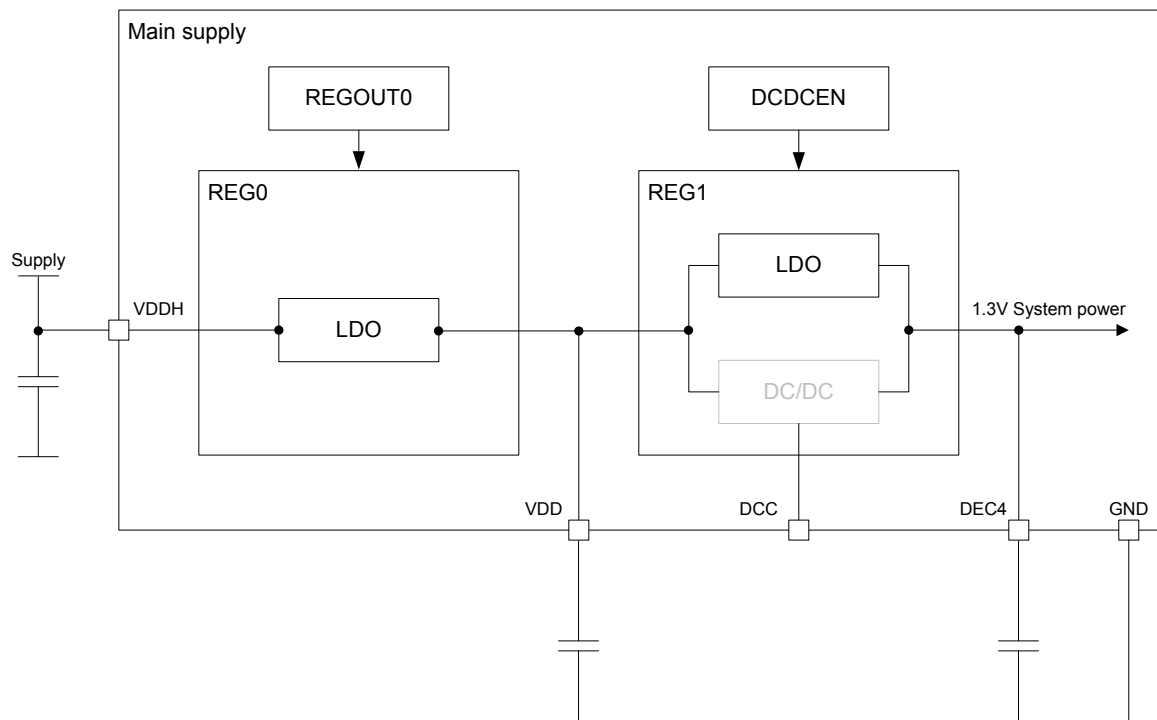 Main supply
REGOUT0
DCDCEN
REG0
REG1
LDO
Supply
VDDH
1.3V System power
LDO
DC/DC
VDD
DCC
DEC4
GND